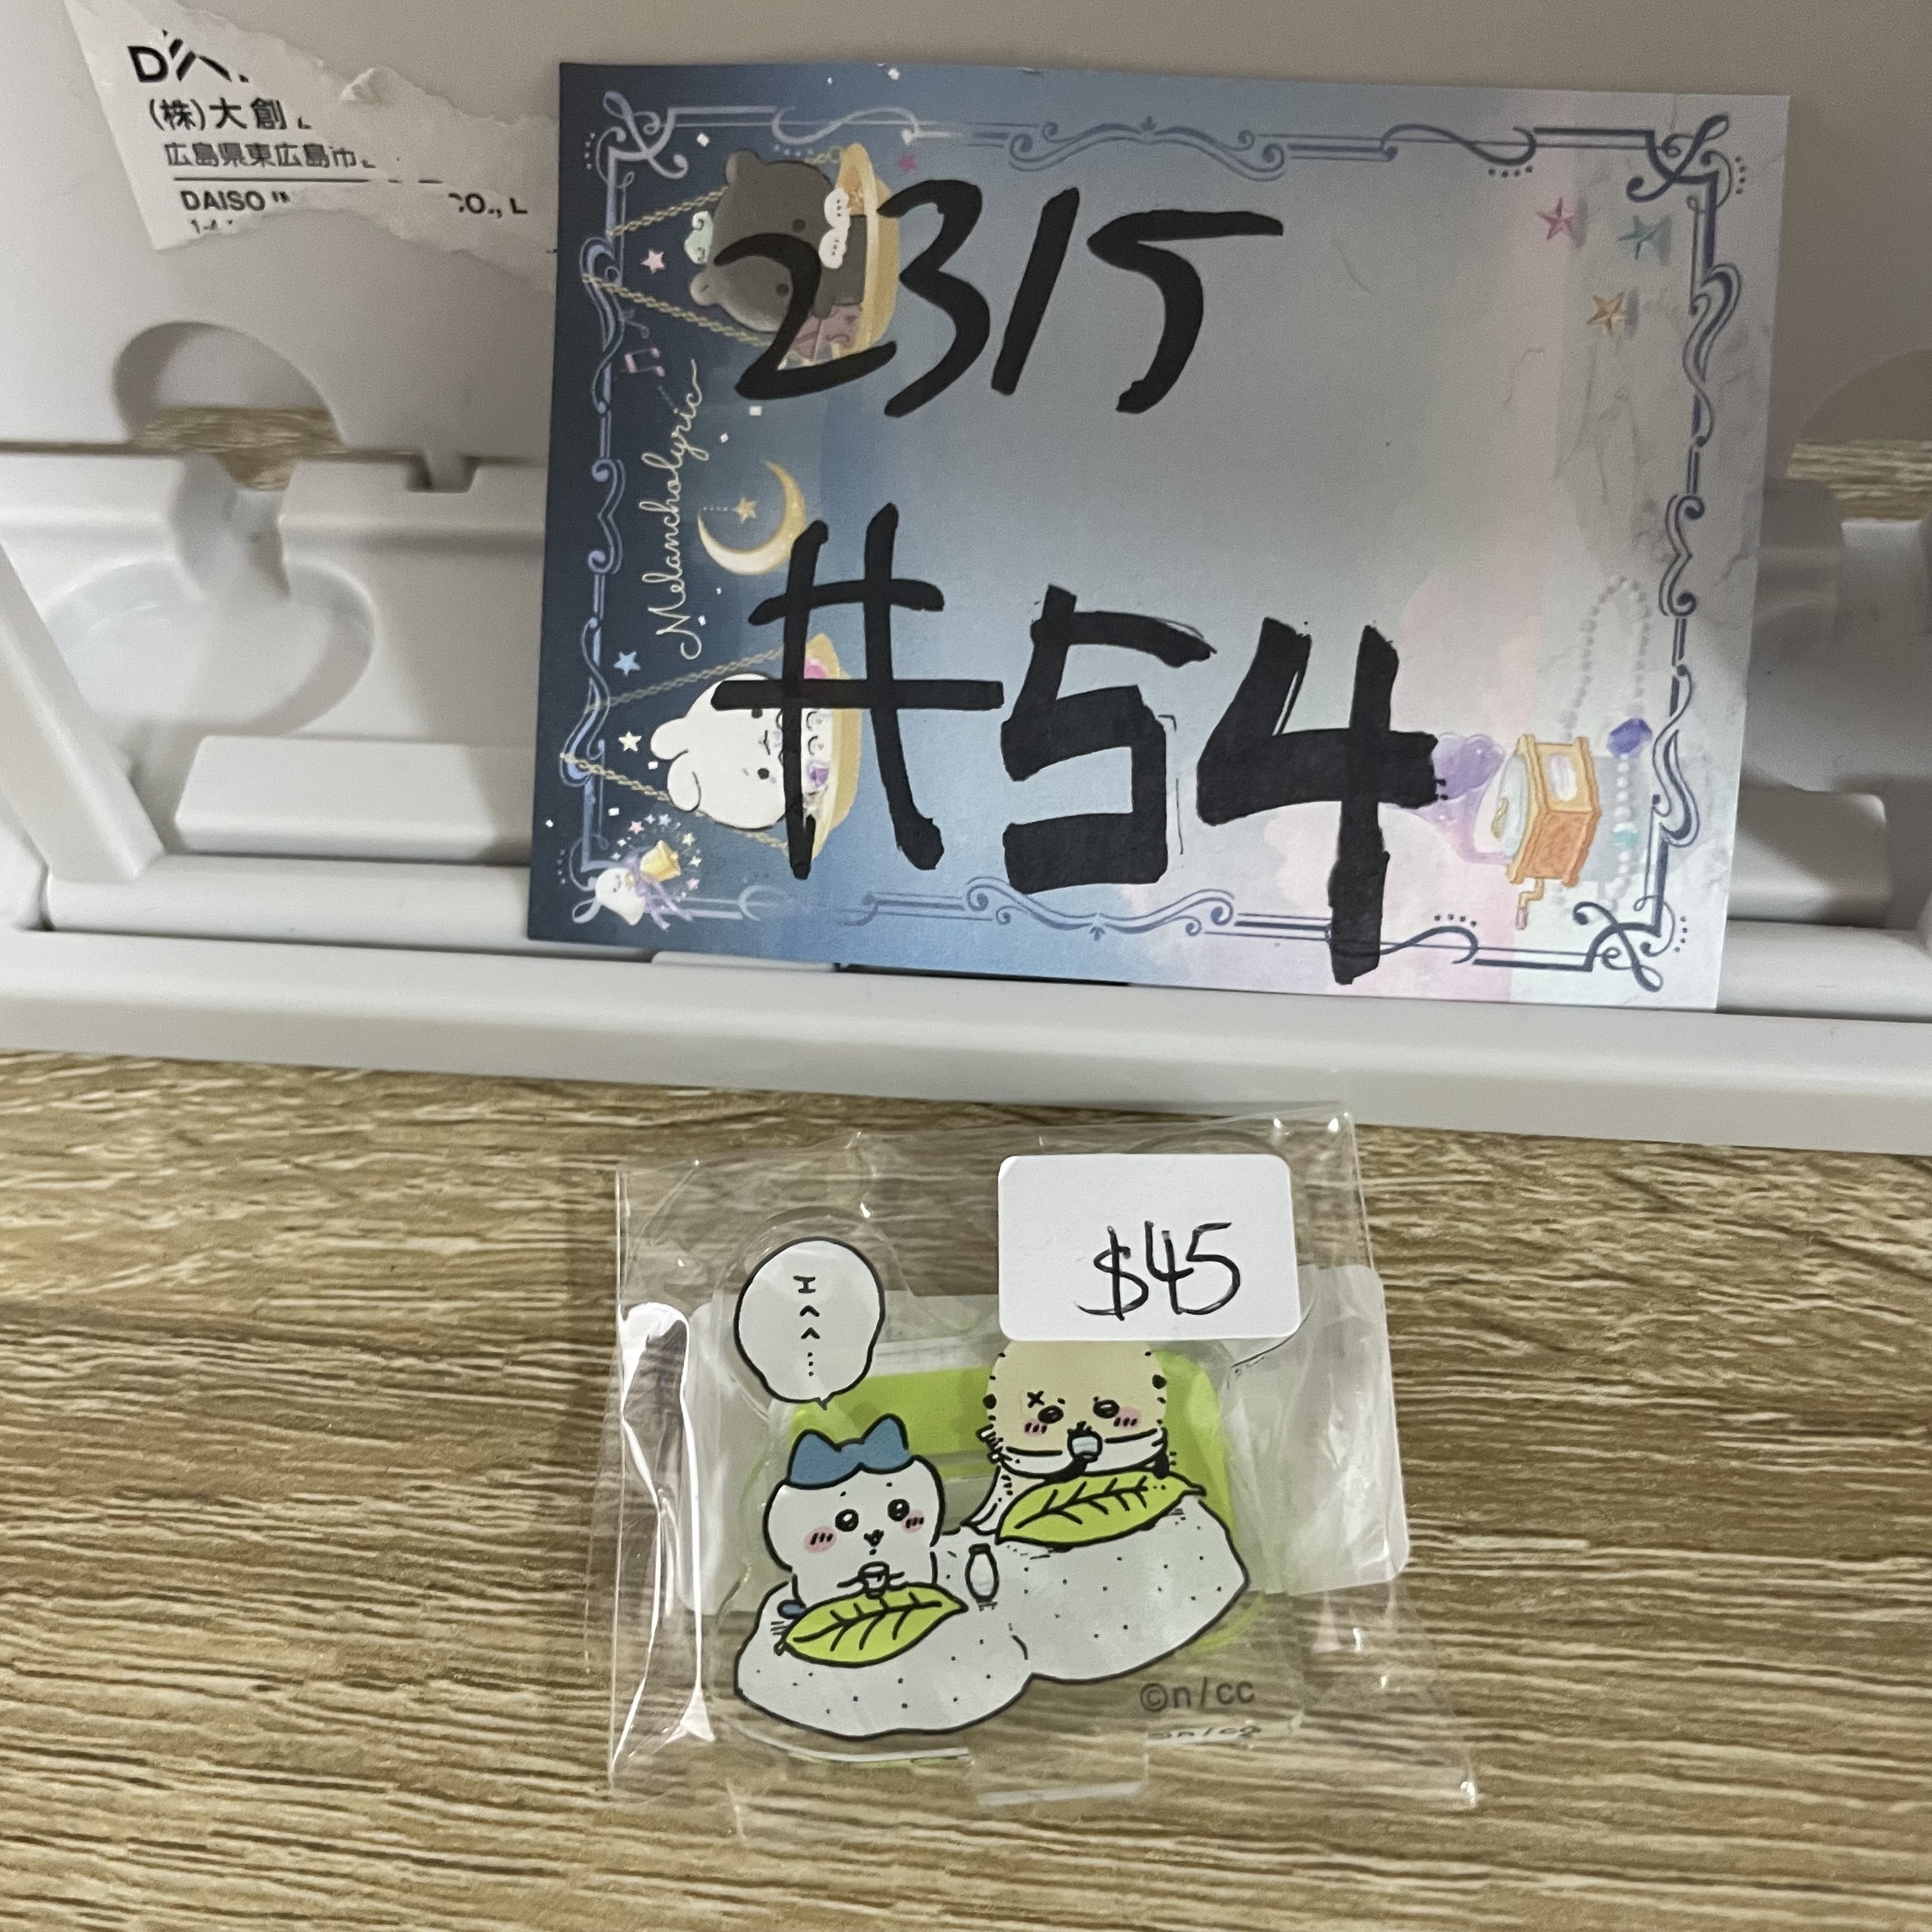 (株)大創
広島県東広島市
DAISO
CO., L
2315
Melancholyric
#54
$45
エヘヘ……
©n/cc